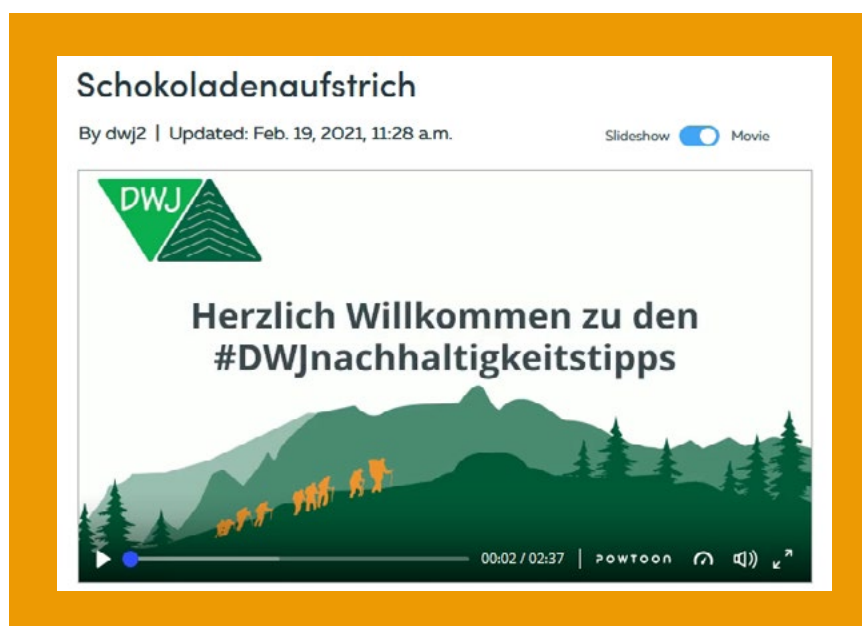 Schokoladenaufstrich
By dwj2 | Updated: Feb. 19, 2021, 11:28 a.m.
Slideshow Movie
DWJ
Herzlich Willkommen zu den
#DWJnachhaltigkeitstipps
00:02 / 02:37 | POWTOON